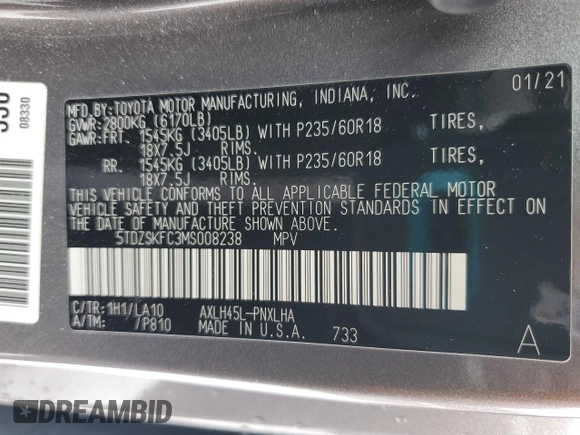 MFD.BY:TOYOTA MOTOR MANUFACTURING, INDIANA, INC. 01/21
GVWR:2800KG (6170LB)
GAWR:FRT. 1545KG (3405LB) WITH P235/60R18 TIRES,
18X7.5J RIMS.
RR. 1545KG (3405LB) WITH P235/60R18 TIRES,
18X7.5J RIMS.
THIS VEHICLE CONFORMS TO ALL APPLICABLE FEDERAL MOTOR
VEHICLE SAFETY AND THEFT PREVENTION STANDARDS IN EFFECT ON
THE DATE OF MANUFACTURE SHOWN ABOVE.
5TDZSKFC3MS008238 MPV
C/TR:1H1/LA10 AXLH45L-PNXLHA
A/TM: /P810 MADE IN U.S.A. 733 A
08330
DREAMBID